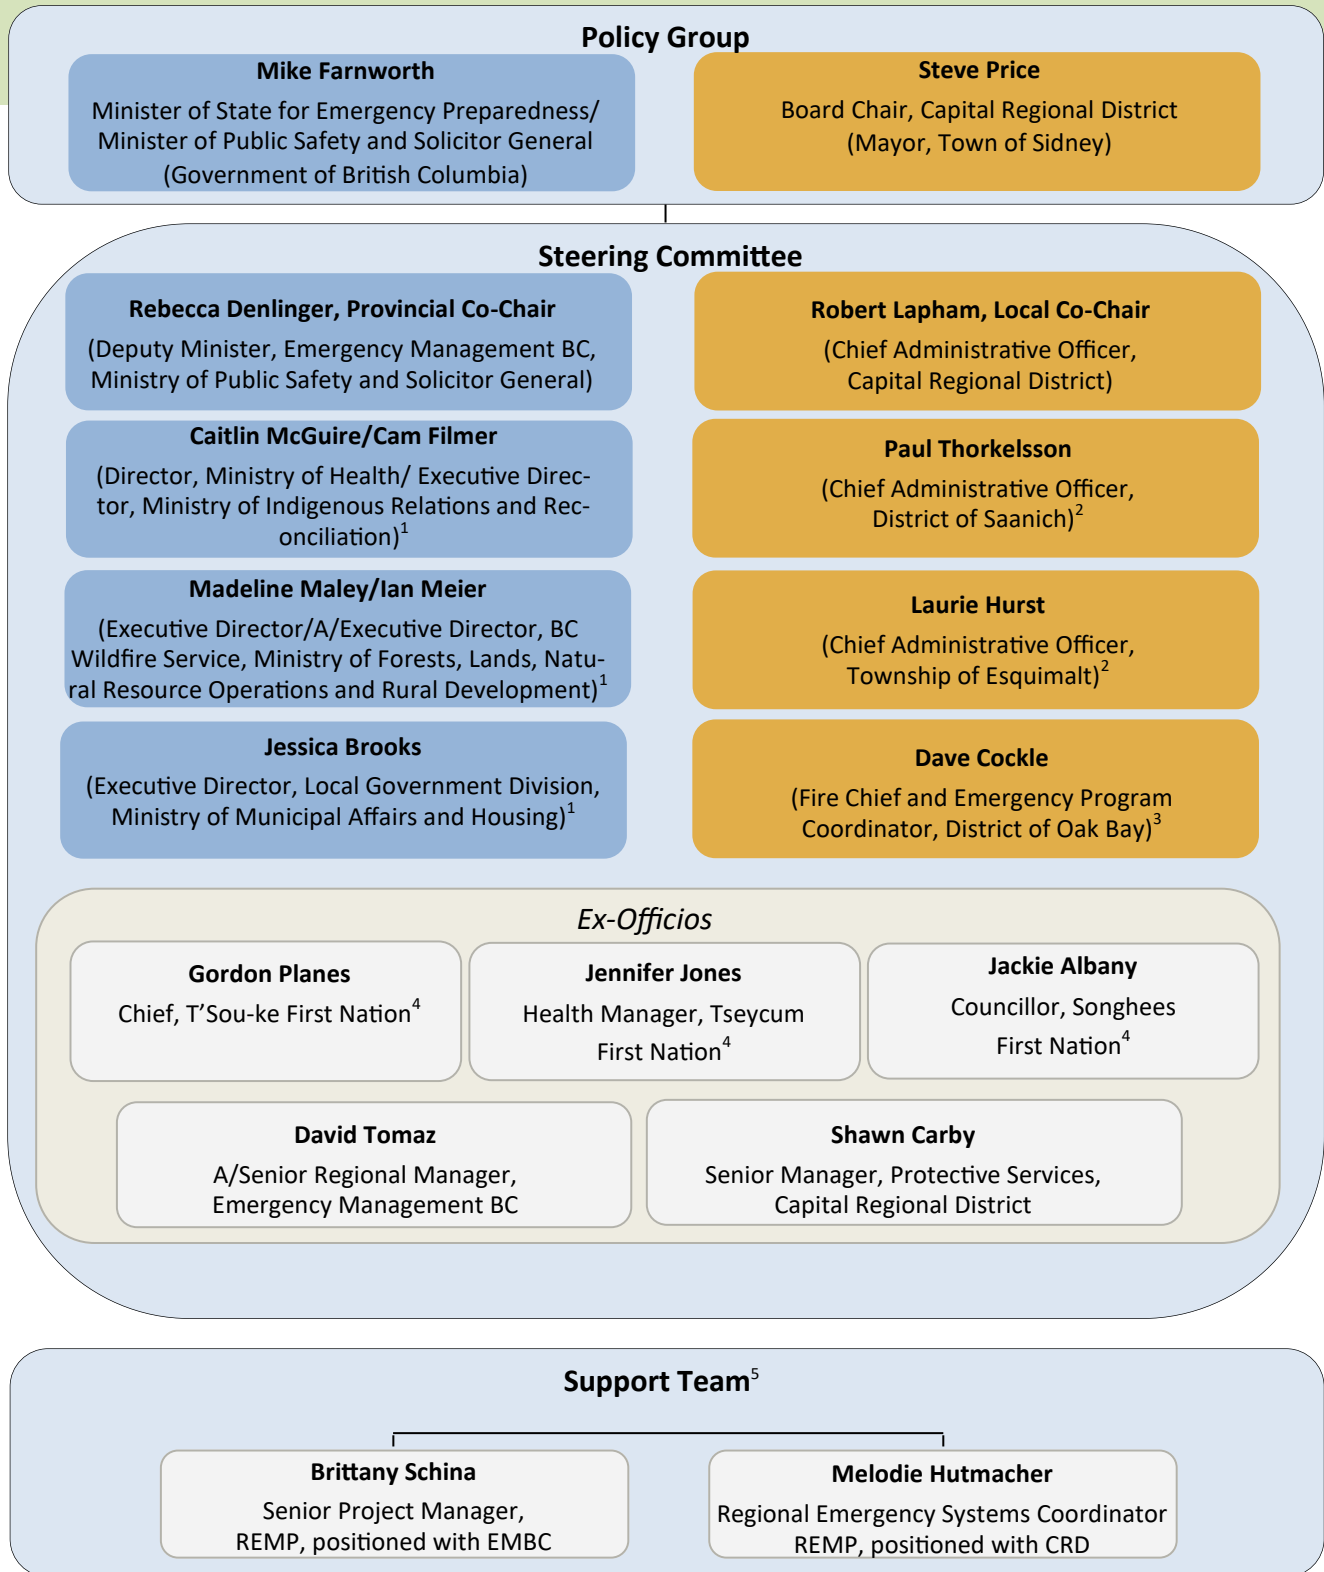 Policy Group
Mike Farnworth
Minister of State for Emergency Preparedness/
Minister of Public Safety and Solicitor General
(Government of British Columbia)
Steve Price
Board Chair, Capital Regional District
(Mayor, Town of Sidney)
Steering Committee
Rebecca Denlinger, Provincial Co-Chair
(Deputy Minister, Emergency Management BC,
Ministry of Public Safety and Solicitor General)
Robert Lapham, Local Co-Chair
(Chief Administrative Officer,
Capital Regional District)
Caitlin McGuire/Cam Filmer
(Director, Ministry of Health/ Executive Direc-
tor, Ministry of Indigenous Relations and Rec-
onciliation)1
Paul Thorkelsson
(Chief Administrative Officer,
District of Saanich)2
Madeline Maley/Ian Meier
(Executive Director/A/Executive Director, BC
Wildfire Service, Ministry of Forests, Lands, Natu-
ral Resource Operations and Rural Development)1
Laurie Hurst
(Chief Administrative Officer,
Township of Esquimalt)2
Jessica Brooks
(Executive Director, Local Government Division,
Ministry of Municipal Affairs and Housing)1
Dave Cockle
(Fire Chief and Emergency Program
Coordinator, District of Oak Bay)3
Ex-Officios
Gordon Planes
Chief, T’Sou-ke First Nation4
Jennifer Jones
Health Manager, Tseycum
First Nation4
Jackie Albany
Councillor, Songhees
First Nation4
David Tomaz
A/Senior Regional Manager,
Emergency Management BC
Shawn Carby
Senior Manager, Protective Services,
Capital Regional District
Support Team5
Brittany Schina
Senior Project Manager,
REMP, positioned with EMBC
Melodie Hutmacher
Regional Emergency Systems Coordinator
REMP, positioned with CRD